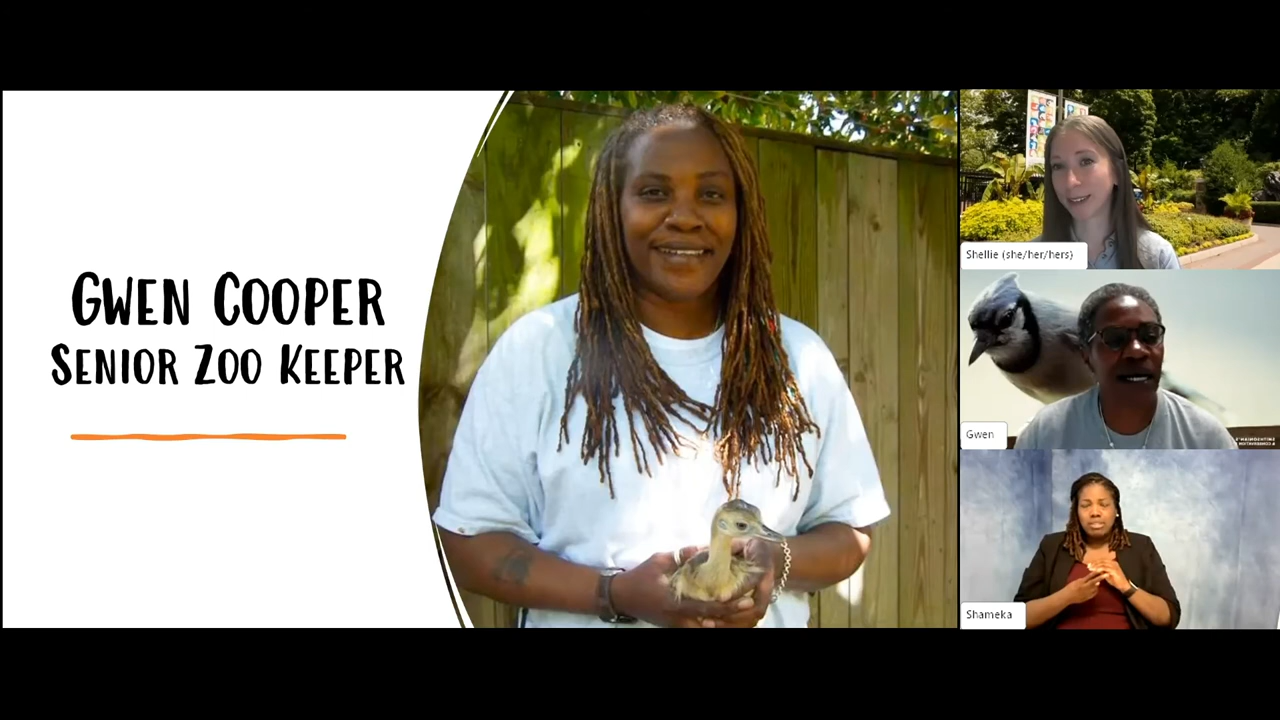 GWEN COOPER
SENIOR ZOO KEEPER
Shellie (she/her/hers)
Gwen
Shameka